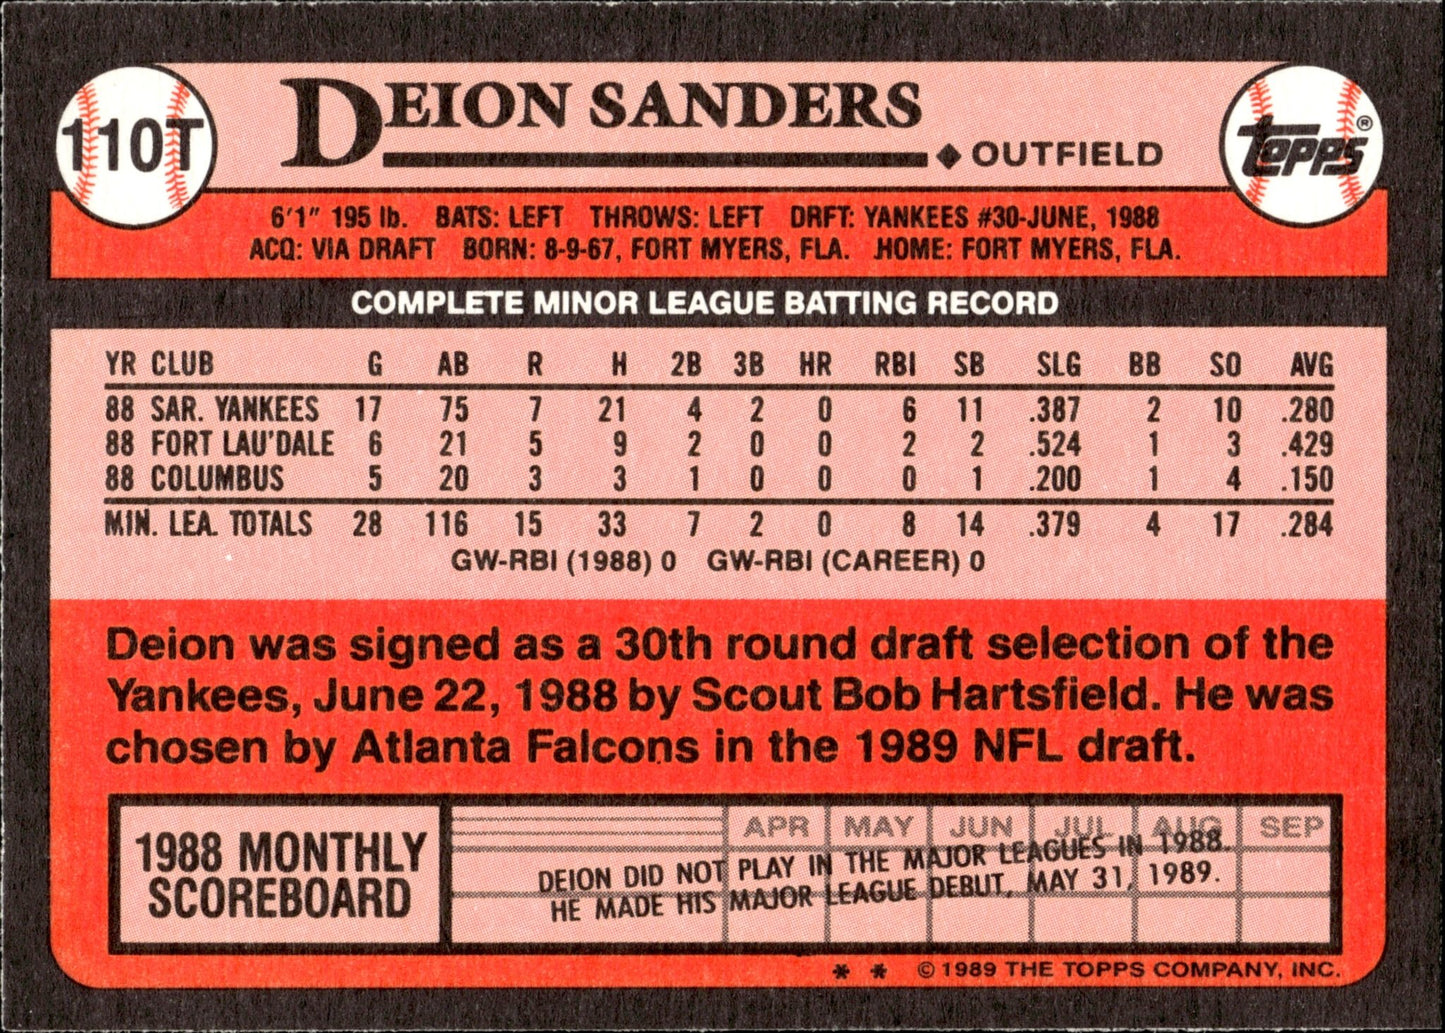 110T
DEION SANDERS
◆ OUTFIELD
TOPPS®
6'1" 195 lb. BATS: LEFT THROWS: LEFT DRFT: YANKEES #30-JUNE, 1988
ACQ: VIA DRAFT BORN: 8-9-67, FORT MYERS, FLA. HOME: FORT MYERS, FLA.
COMPLETE MINOR LEAGUE BATTING RECORD
YR CLUB G AB R H 2B 3B HR RBI SB SLG BB SO AVG
88 SAR. YANKEES 17 75 7 21 4 2 0 6 11 .387 2 10 .280
88 FORT LAU'DALE 6 21 5 9 2 0 0 2 2 .524 1 3 .429
88 COLUMBUS 5 20 3 3 1 0 0 0 1 .200 1 4 .150
MIN. LEA. TOTALS 28 116 15 33 7 2 0 8 14 .379 4 17 .284
GW-RBI (1988) 0 GW-RBI (CAREER) 0
Deion was signed as a 30th round draft selection of the
Yankees, June 22, 1988 by Scout Bob Hartsfield. He was
chosen by Atlanta Falcons in the 1989 NFL draft.
1988 MONTHLY
SCOREBOARD
APR MAY JUN JUL AUG SEP
DEION DID NOT PLAY IN THE MAJOR LEAGUES IN 1988.
HE MADE HIS MAJOR LEAGUE DEBUT, MAY 31, 1989.
* * © 1989 THE TOPPS COMPANY, INC.